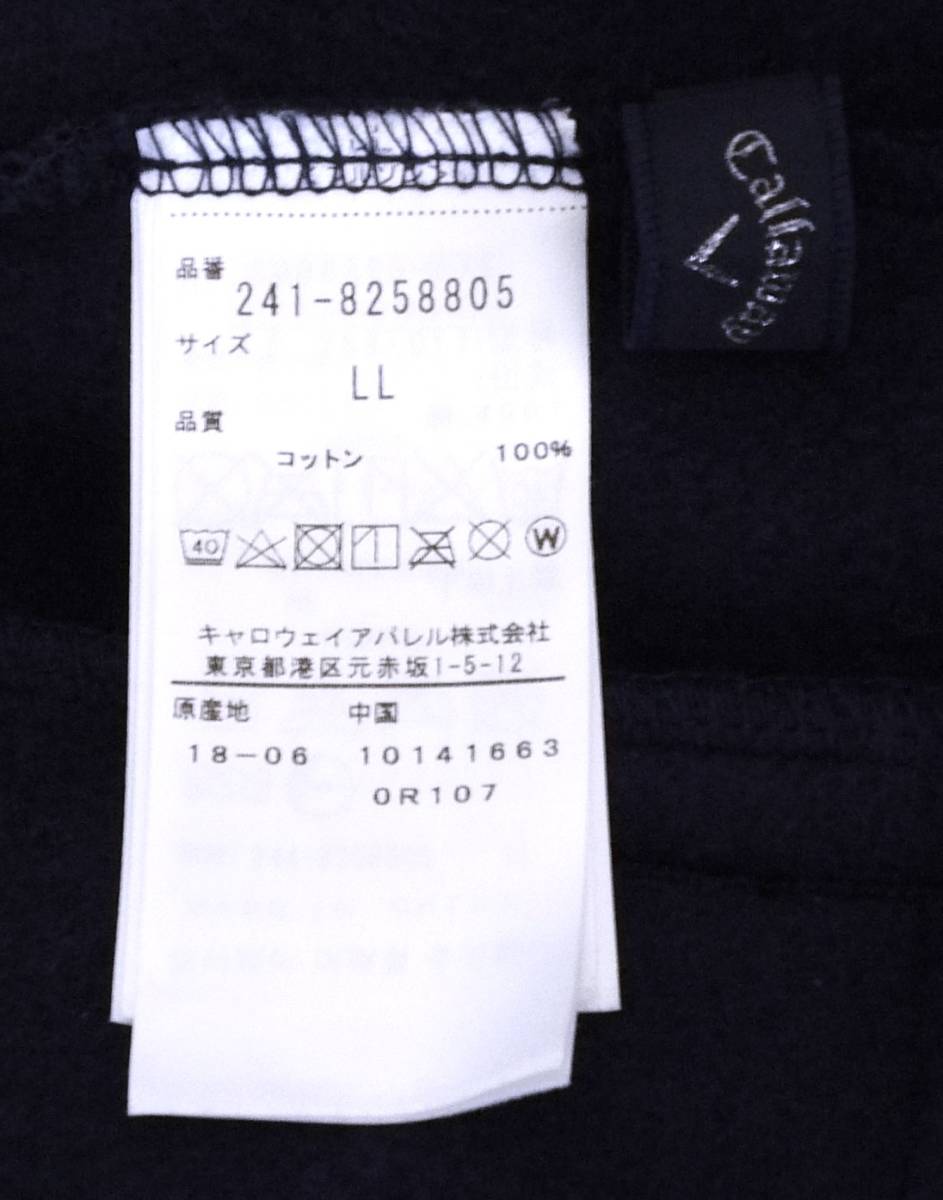 品番
241-8258805
サイズ
LL
品質
コットン 100%
40
W
キャロウェイアパレル株式会社
東京都港区元赤坂1-5-12
原産地 中国
18-06 10141663
0R107
Callaway